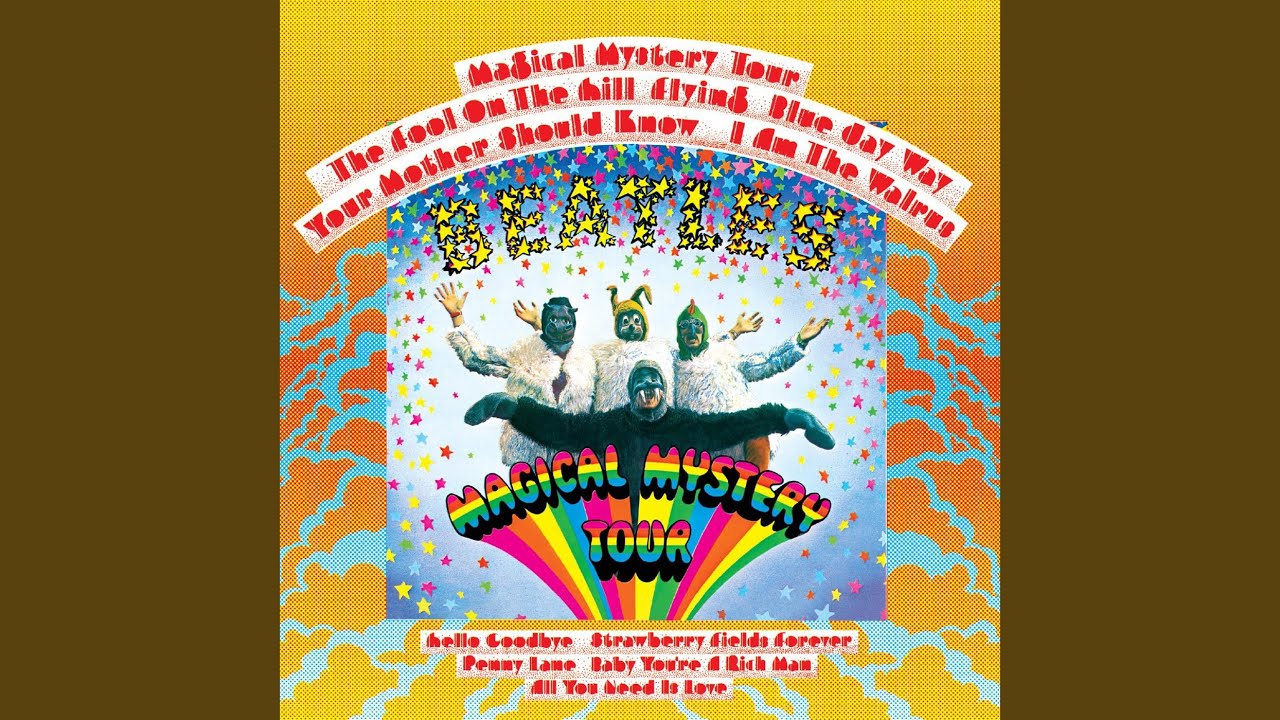 Magical Mystery Tour
The Fool On The Hill Flying Blue Jay Way
Your Mother Should Know I Am The Walrus
BEATLES
MAGICAL MYSTERY
TOUR
Hello Goodbye Strawberry Fields Forever
Penny Lane Baby You're A Rich Man
All You Need Is Love